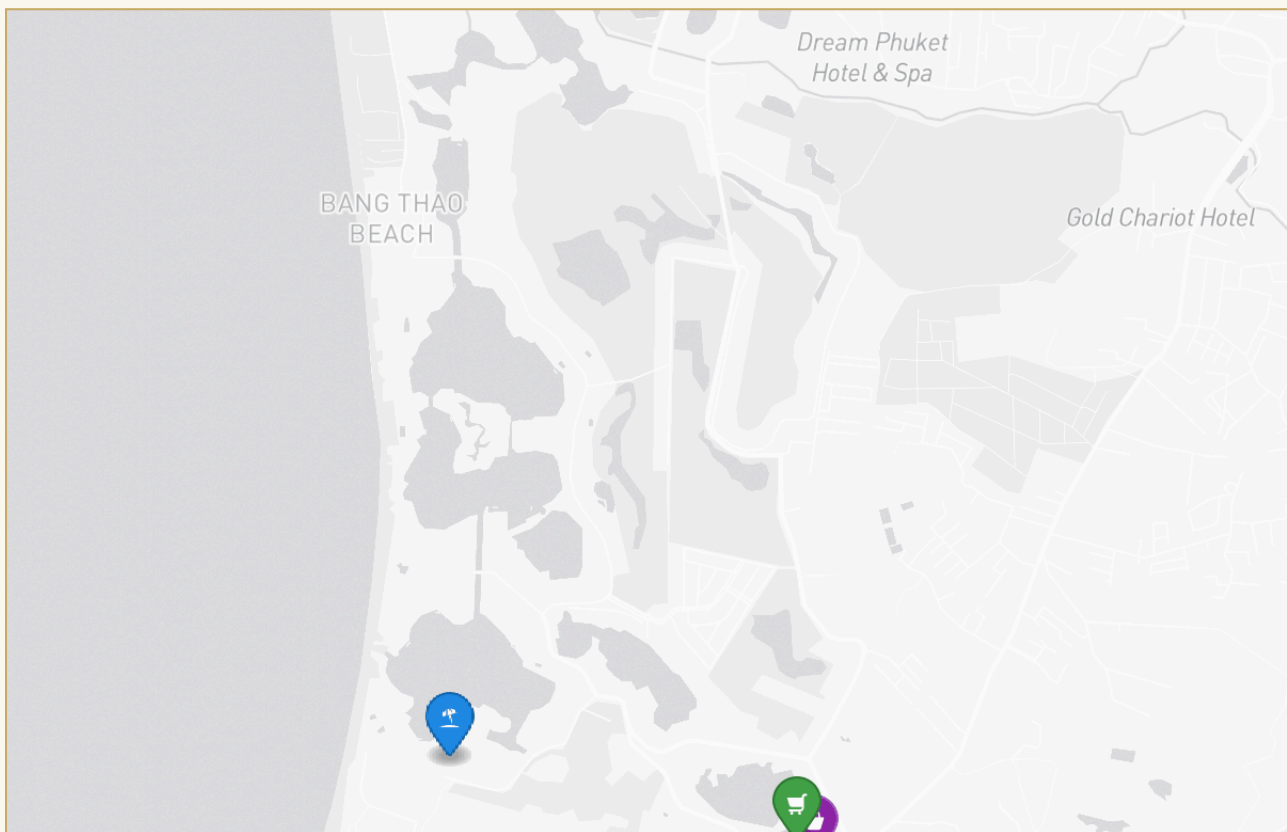 Dream Phuket
Hotel & Spa
BANG THAO
BEACH
Gold Chariot Hotel